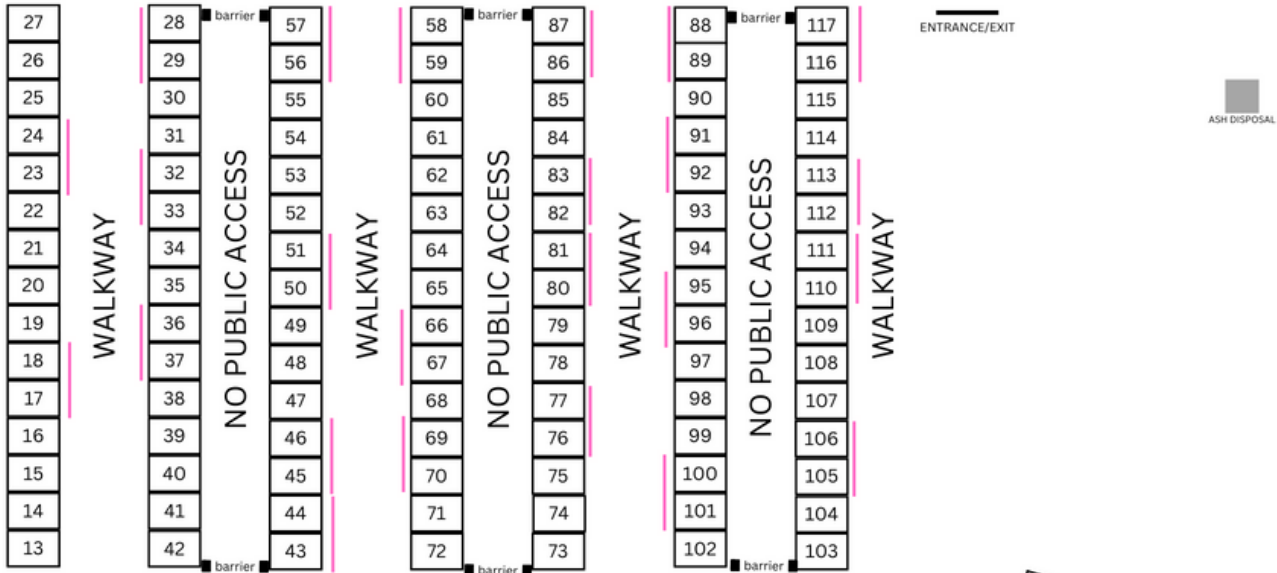 27 28 barrier 57 58 barrier 87 88 barrier 117
ENTRANCE/EXIT
26 29 56 59 86 89 116
25 30 55 60 85 90 115
ASH DISPOSAL
24 31 54 61 84 91 114
23 32 53 62 83 92 113
22 33 52 63 82 93 112
21 34 51 64 81 94 111
20 35 50 65 80 95 110
WALKWAY
NO PUBLIC ACCESS
WALKWAY
NO PUBLIC ACCESS
WALKWAY
NO PUBLIC ACCESS
WALKWAY
19 36 49 66 79 96 109
18 37 48 67 78 97 108
17 38 47 68 77 98 107
16 39 46 69 76 99 106
15 40 45 70 75 100 105
14 41 44 71 74 101 104
13 42 43 72 73 102 103
barrier barrier barrier